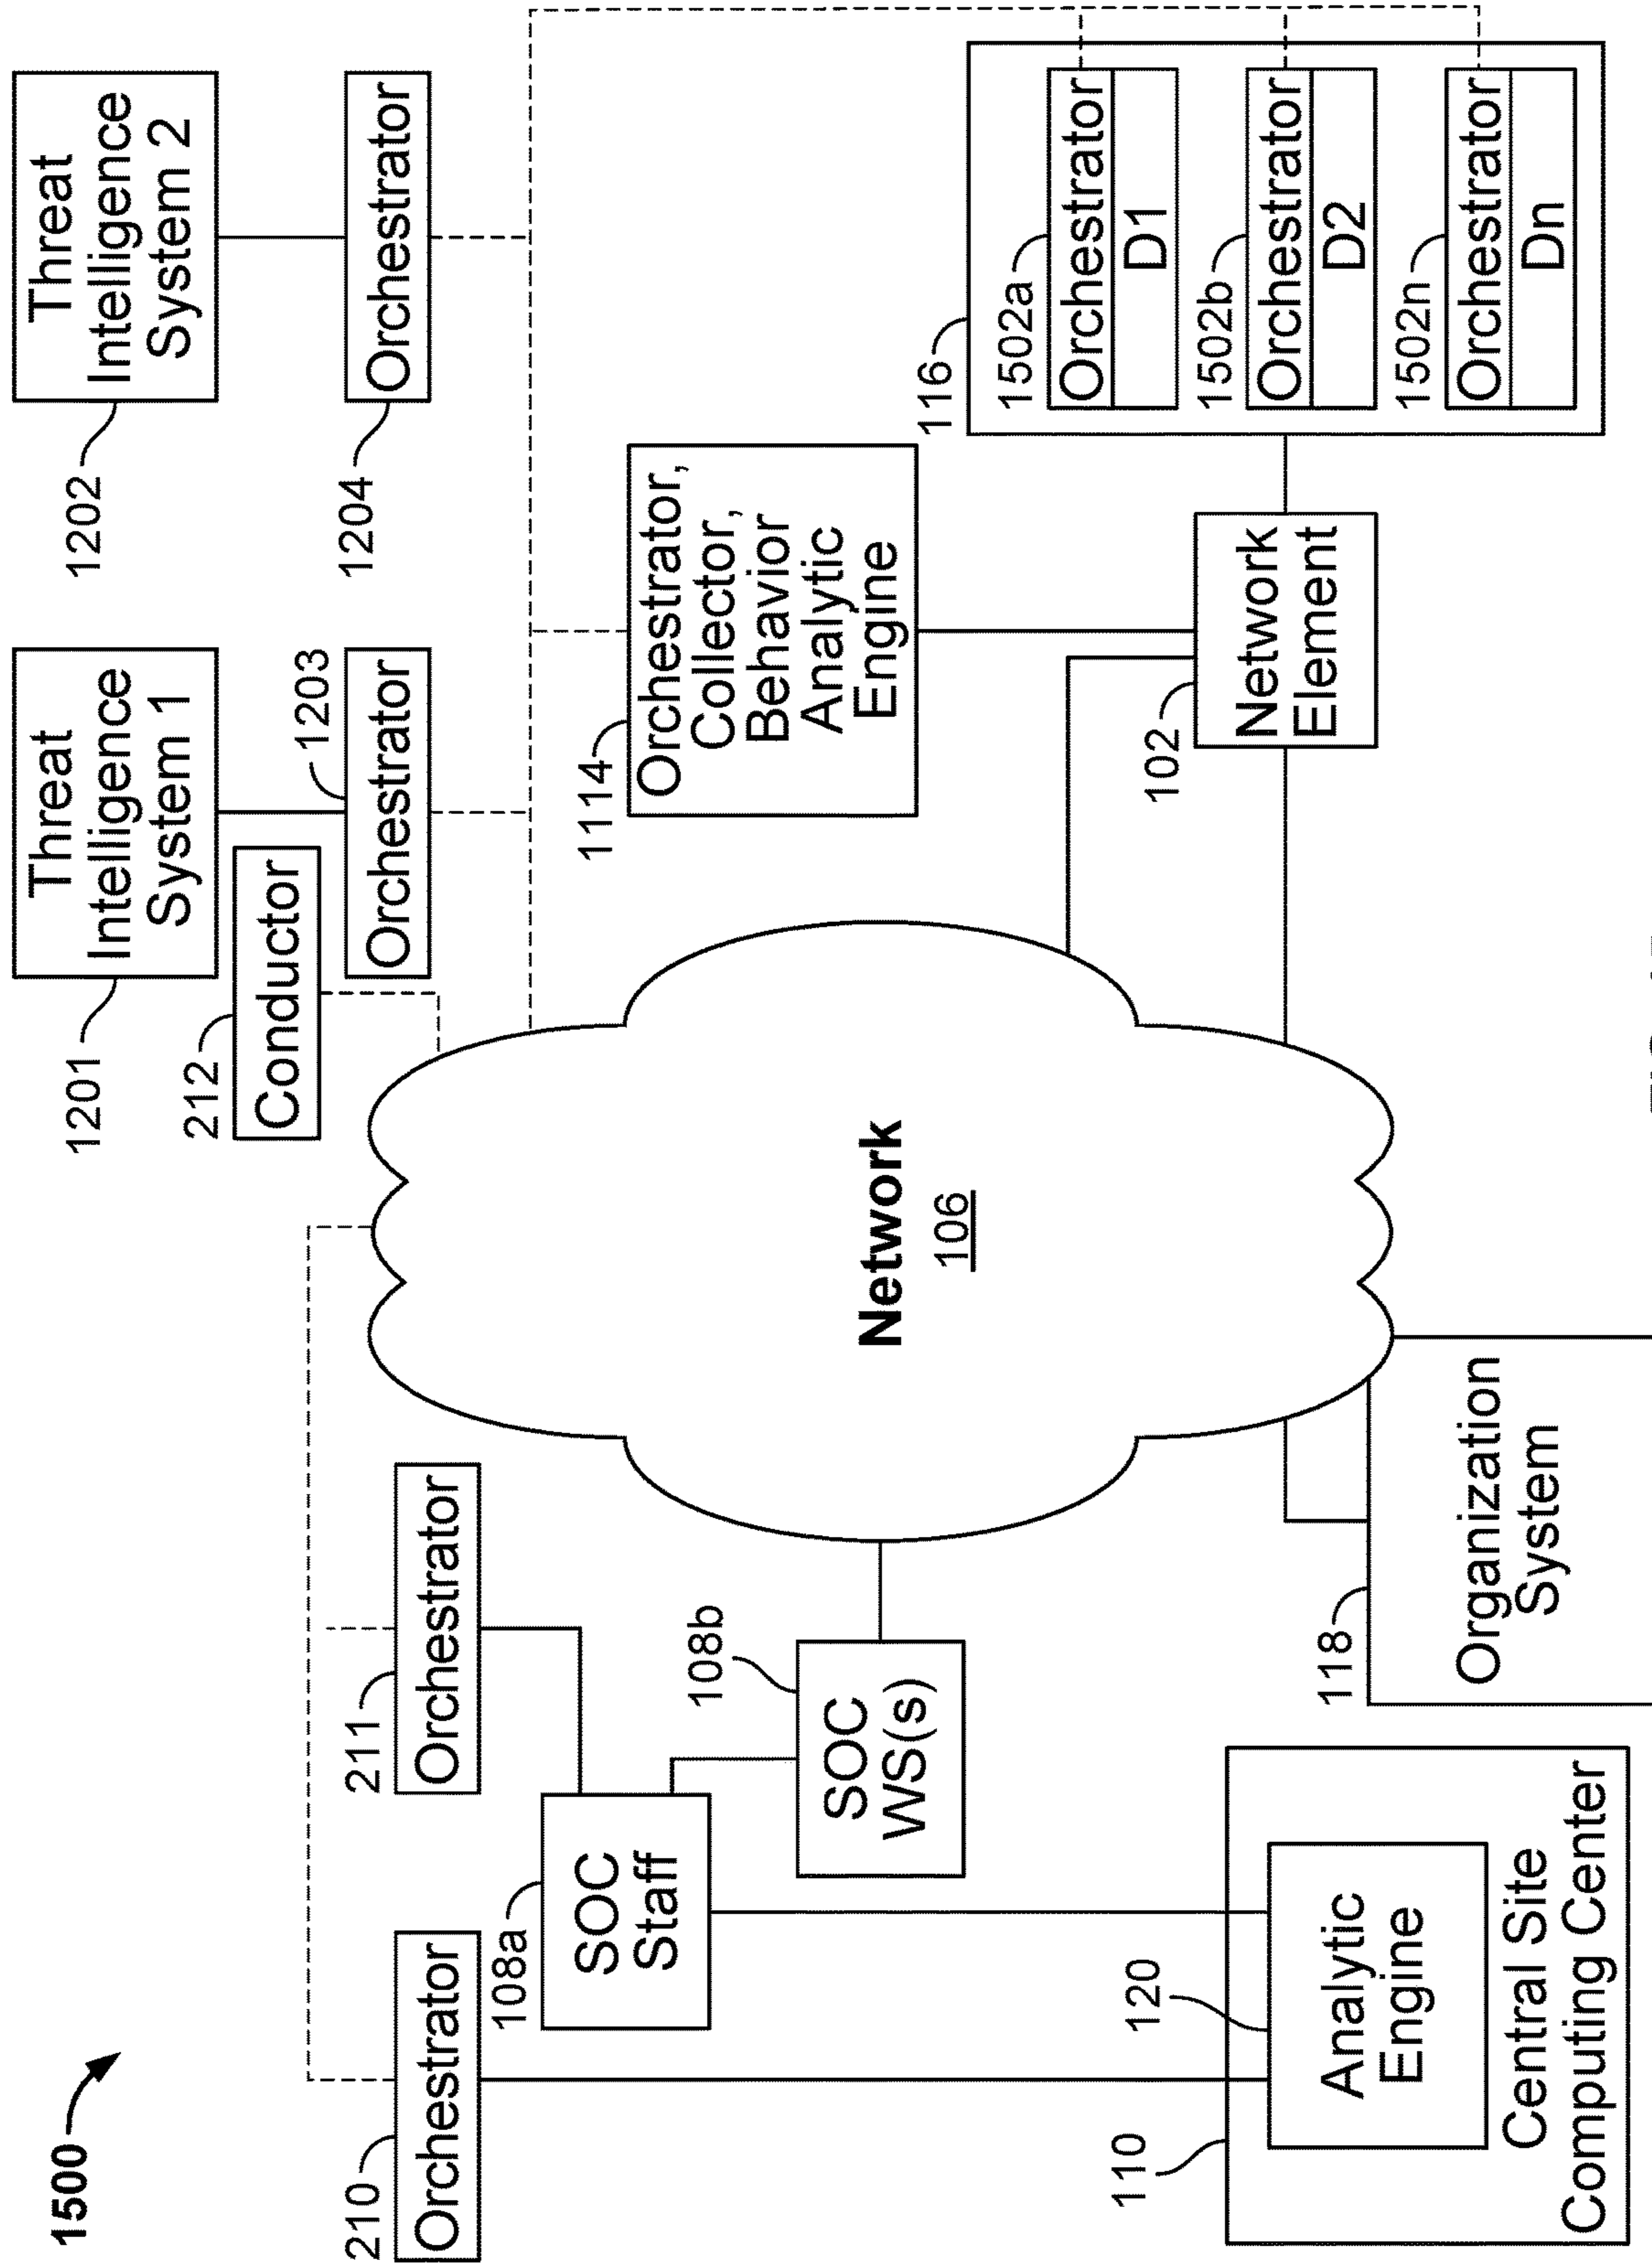 1500
Threat
Intelligence
System 1
1201
Threat
Intelligence
System 2
1202
212
Conductor
1203
Orchestrator
1204
Orchestrator
210
Orchestrator
211
Orchestrator
108a
SOC
Staff
108b
SOC
WS(s)
Network
106
1114
Orchestrator,
Collector,
Behavior
Analytic
Engine
116
1502a
Orchestrator
D1
1502b
Orchestrator
D2
1502n
Orchestrator
Dn
102
Network
Element
110
120
Analytic
Engine
Central Site
Computing Center
118
Organization
System